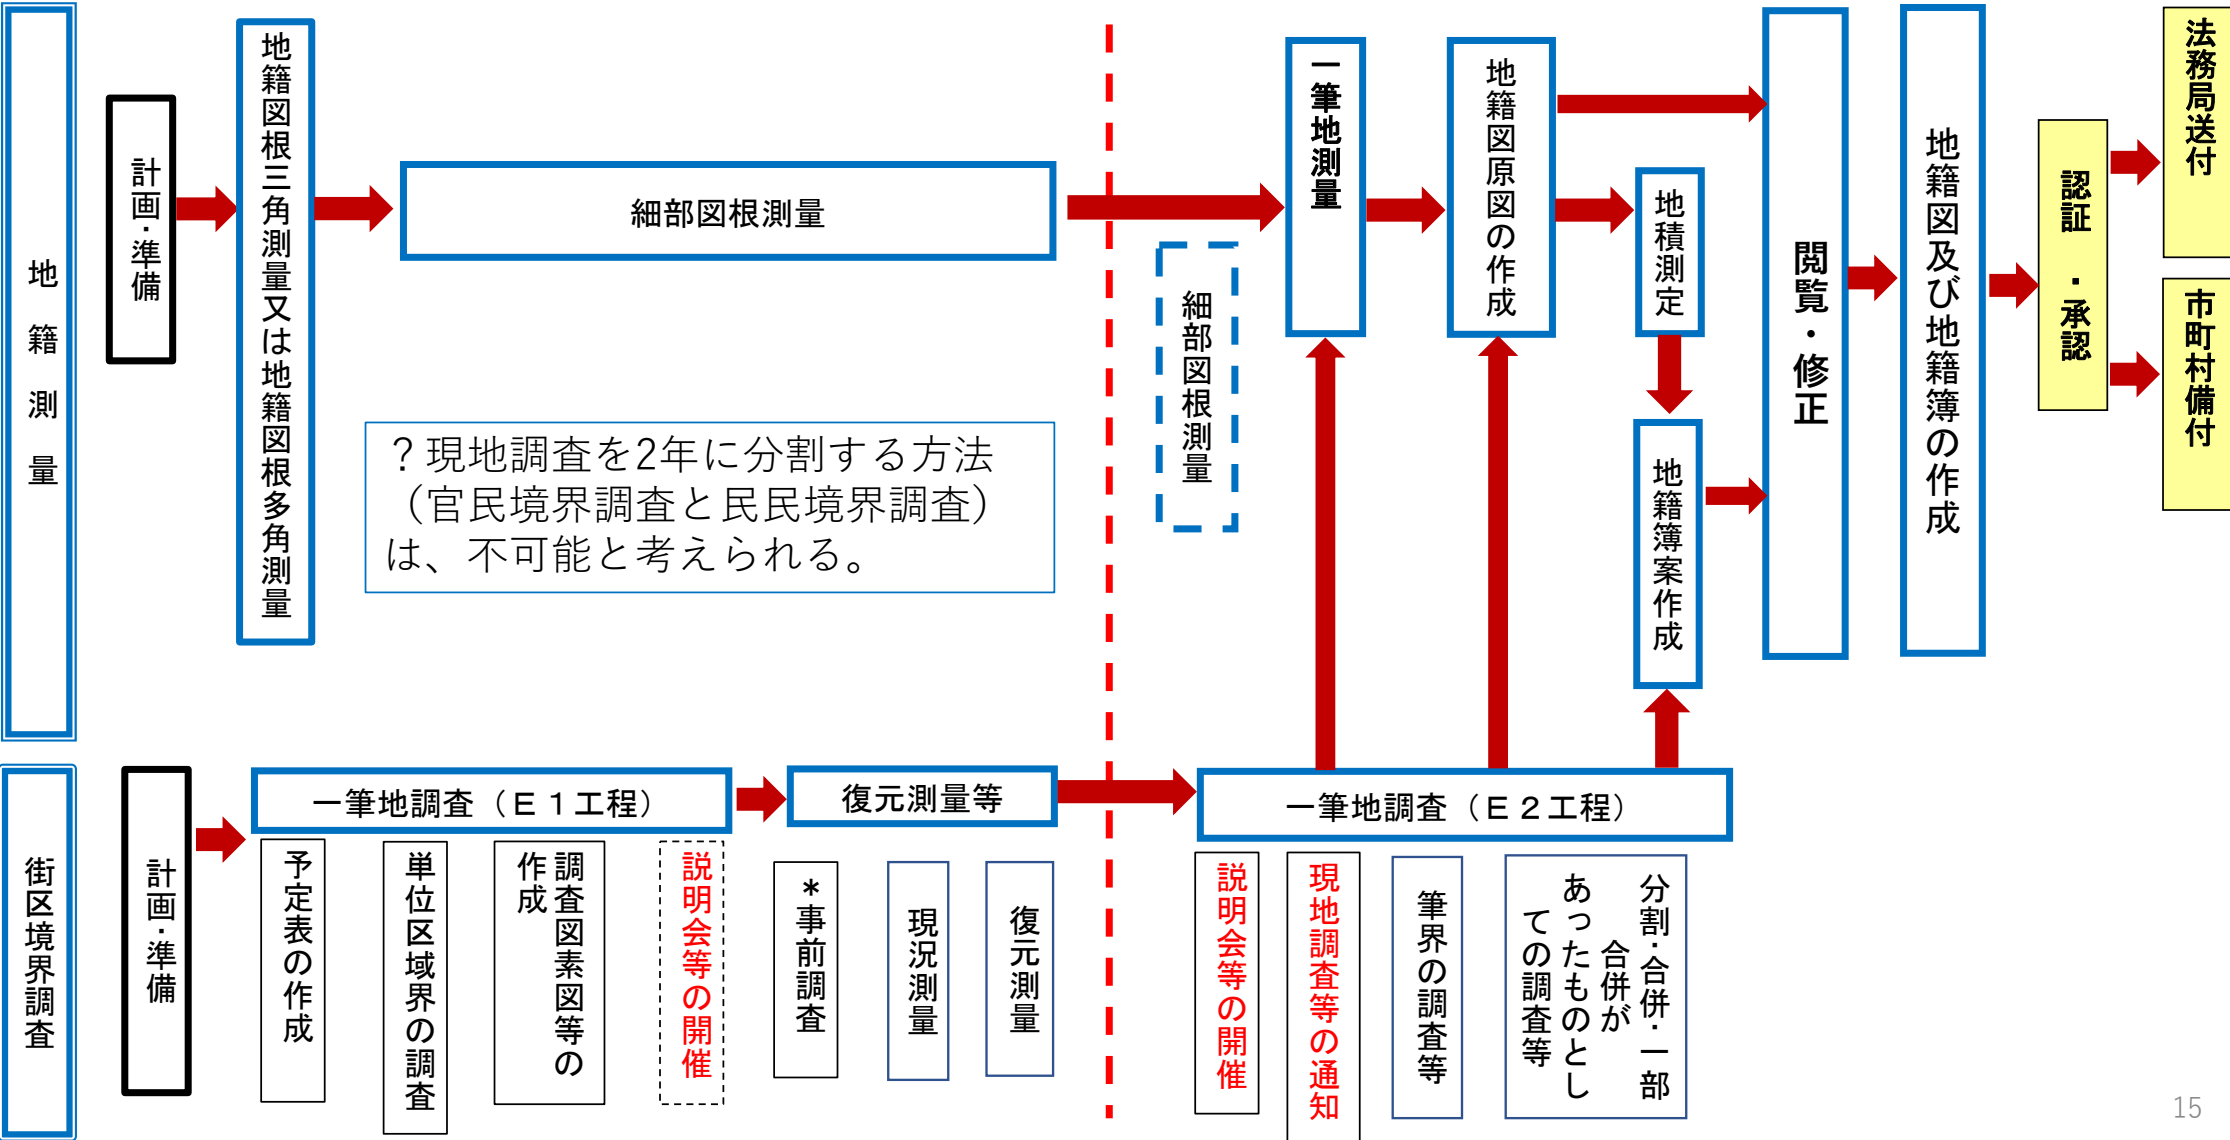 地籍測量
計画・準備
地籍図根三角測量又は地籍図根多角測量
細部図根測量
？現地調査を2年に分割する方法
（官民境界調査と民民境界調査）
は、不可能と考えられる。
細部図根測量
一筆地測量
地籍図原図の作成
地積測定
地籍簿案作成
閲覧・修正
地籍図及び地籍簿の作成
認証・承認
法務局送付
市町村備付
街区境界調査
計画・準備
一筆地調査（Ｅ１工程）
予定表の作成
単位区域界の調査
調査図素図等の
作成
説明会等の開催
復元測量等
*事前調査
現況測量
復元測量
一筆地調査（Ｅ２工程）
説明会等の開催
現地調査等の通知
筆界の調査等
分割・合併・一部
合併が
あったものとし
ての調査等
15